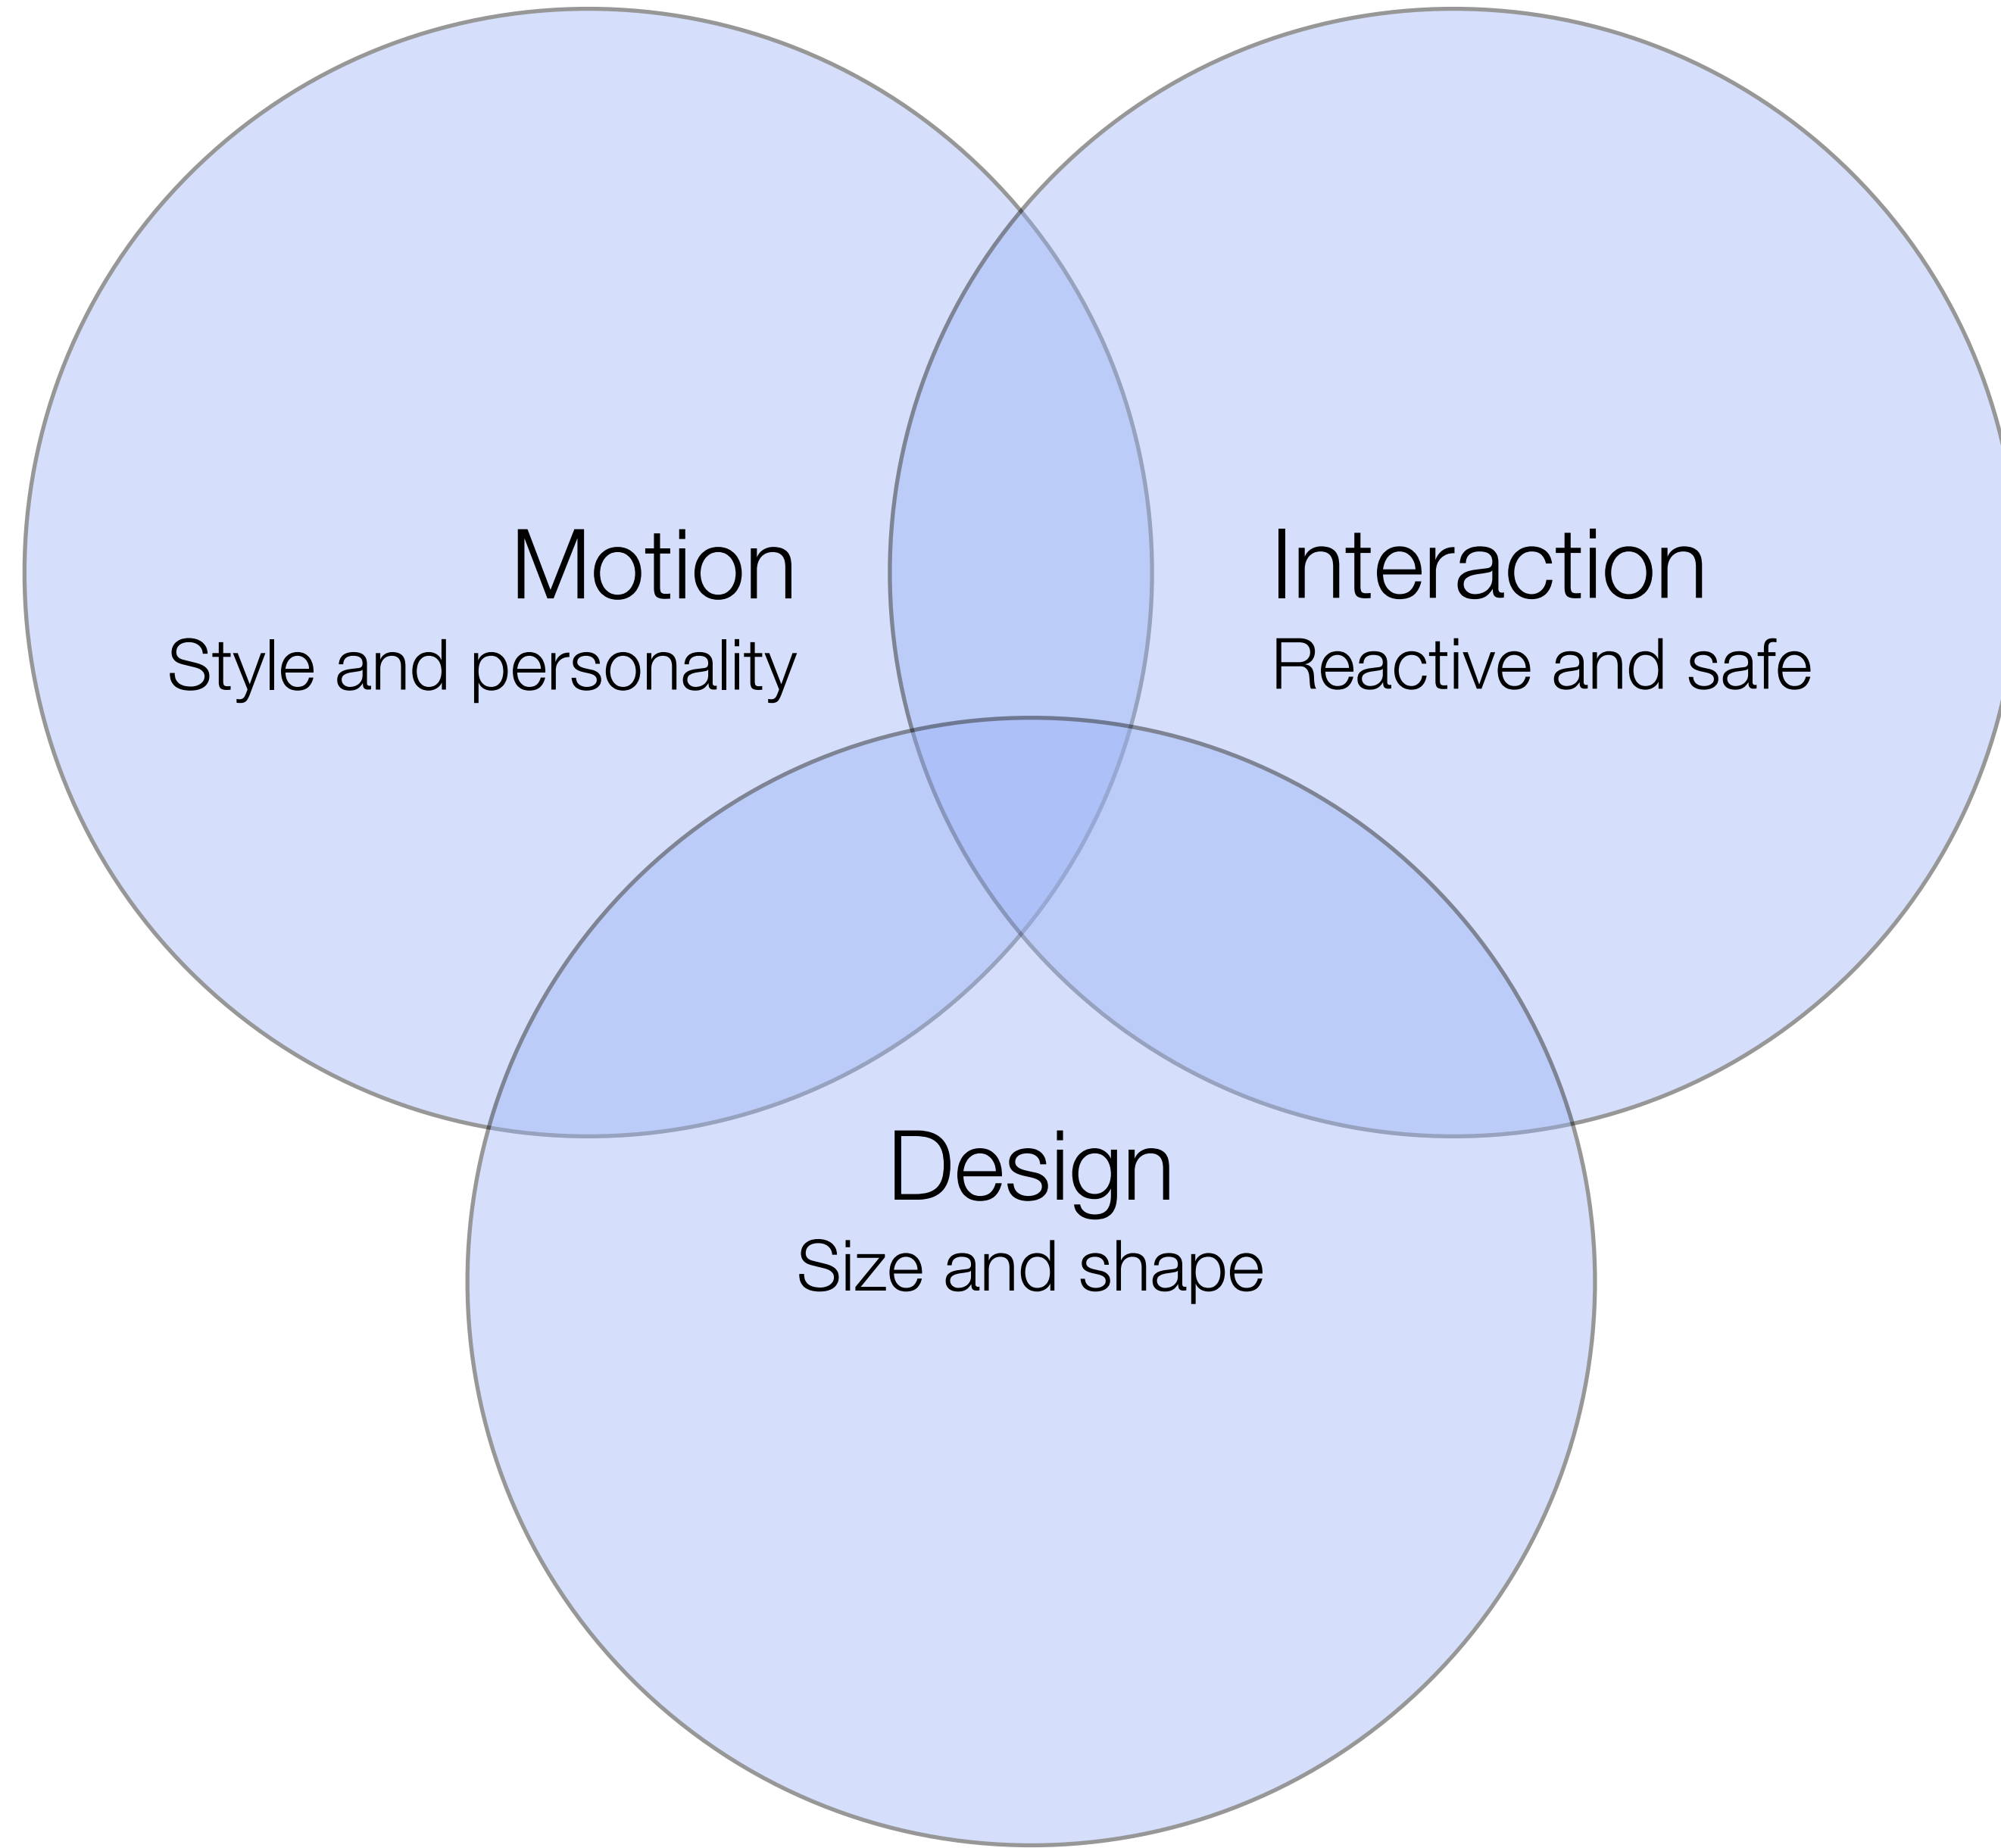 Motion
Style and personality
Interaction
Reactive and safe
Design
Size and shape